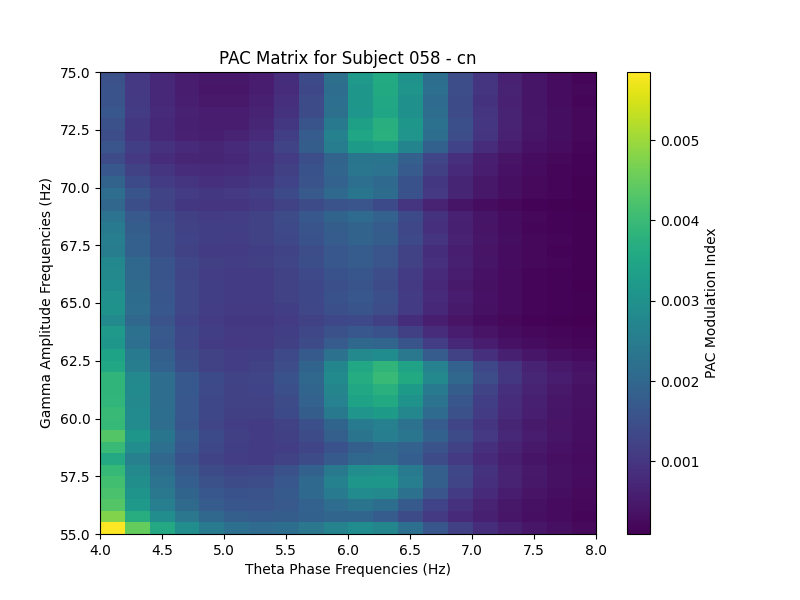 PAC Matrix for Subject 058 - cn
75.0
72.5
70.0
67.5
65.0
62.5
60.0
57.5
55.0
Gamma Amplitude Frequencies (Hz)
4.0 4.5 5.0 5.5 6.0 6.5 7.0 7.5 8.0
Theta Phase Frequencies (Hz)
0.005
0.004
0.003
0.002
0.001
PAC Modulation Index